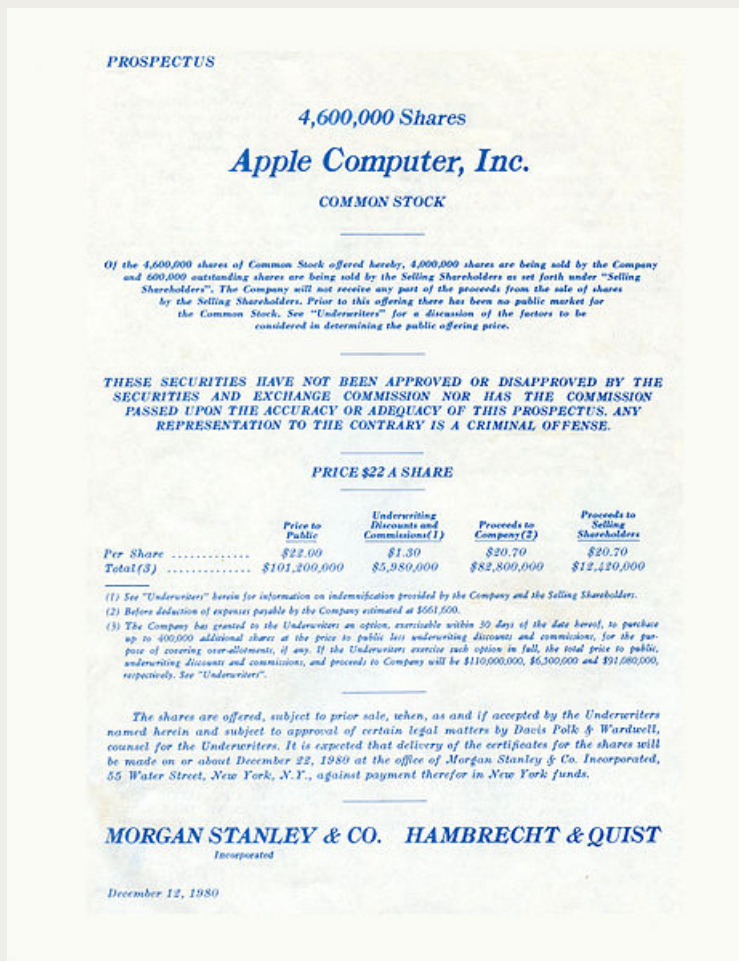 PROSPECTUS
4,600,000 Shares
Apple Computer, Inc.
COMMON STOCK
Of the 4,600,000 shares of Common Stock offered hereby, 4,000,000 shares are being sold by the Company
and 600,000 outstanding shares are being sold by the Selling Shareholders as set forth under "Selling
Shareholders". The Company will not receive any part of the proceeds from the sale of shares
by the Selling Shareholders. Prior to this offering there has been no public market for
the Common Stock. See "Underwriters" for a discussion of the factors to be
considered in determining the public offering price.
THESE SECURITIES HAVE NOT BEEN APPROVED OR DISAPPROVED BY THE
SECURITIES AND EXCHANGE COMMISSION NOR HAS THE COMMISSION
PASSED UPON THE ACCURACY OR ADEQUACY OF THIS PROSPECTUS. ANY
REPRESENTATION TO THE CONTRARY IS A CRIMINAL OFFENSE.
PRICE $22 A SHARE
Price to Public
Underwriting Discounts and Commissions(1)
Proceeds to Company(2)
Proceeds to Selling Shareholders
Per Share ............. $22.00 $1.30 $20.70 $20.70
Total(3) .............. $101,200,000 $5,980,000 $82,800,000 $12,420,000
(1) See "Underwriters" herein for information on indemnification provided by the Company and the Selling Shareholders.
(2) Before deduction of expenses payable by the Company estimated at $661,600.
(3) The Company has granted to the Underwriters an option, exercisable within 30 days of the date hereof, to purchase
up to 400,000 additional shares at the price to public less underwriting discounts and commissions, for the pur-
pose of covering over-allotments, if any. If the Underwriters exercise such option in full, the total price to public,
underwriting discounts and commissions, and proceeds to Company will be $110,000,000, $6,500,000 and $91,080,000,
respectively. See "Underwriters".
The shares are offered, subject to prior sale, when, as and if accepted by the Underwriters
named herein and subject to approval of certain legal matters by Davis Polk & Wardwell,
counsel for the Underwriters. It is expected that delivery of the certificates for the shares will
be made on or about December 22, 1980 at the office of Morgan Stanley & Co. Incorporated,
55 Water Street, New York, N.Y., against payment therefor in New York funds.
MORGAN STANLEY & CO. HAMBRECHT & QUIST
Incorporated
December 12, 1980